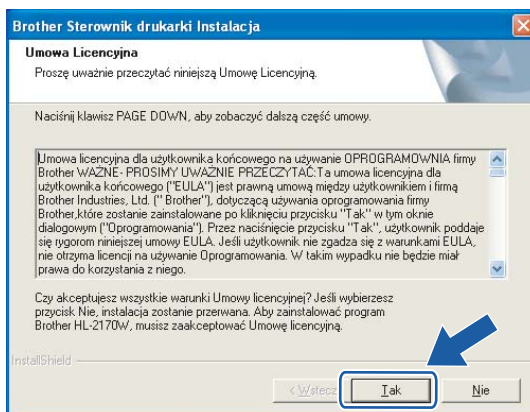 Brother Sterownik drukarki Instalacja
Umowa Licencyjna
Proszę uważnie przeczytać niniejszą Umowę Licencyjną.
Naciśnij klawisz PAGE DOWN, aby zobaczyć dalszą część umowy.
Umowa licencyjna dla użytkownika końcowego na używanie OPROGRAMOWNIA firmy
Brother WAŻNE- PROSIMY UWAŻNIE PRZECZYTAĆ:Ta umowa licencyjna dla
użytkownika końcowego ("EULA") jest prawną umową między użytkownikiem i firmą
Brother Industries, Ltd. (" Brother"), dotyczącą używania oprogramowania firmy
Brother,które zostanie zainstalowane po kliknięciu przycisku "Tak" w tym oknie
dialogowym ("Oprogramowania"). Przez naciśnięcie przycisku "Tak", użytkownik poddaje
się rygorom niniejszej umowy EULA. Jeśli użytkownik nie zgadza się z warunkami EULA,
nie otrzyma licencji na używanie Oprogramowania. W takim wypadku nie będzie miał
prawa do korzystania z niego.
Czy akceptujesz wszystkie warunki Umowy licencyjnej? Jeśli wybierzesz
przycisk Nie, instalacja zostanie przerwana. Aby zainstalować program
Brother HL-2170W, musisz zaakceptować Umowę licencyjną.
InstallShield
< Wstecz Tak Nie